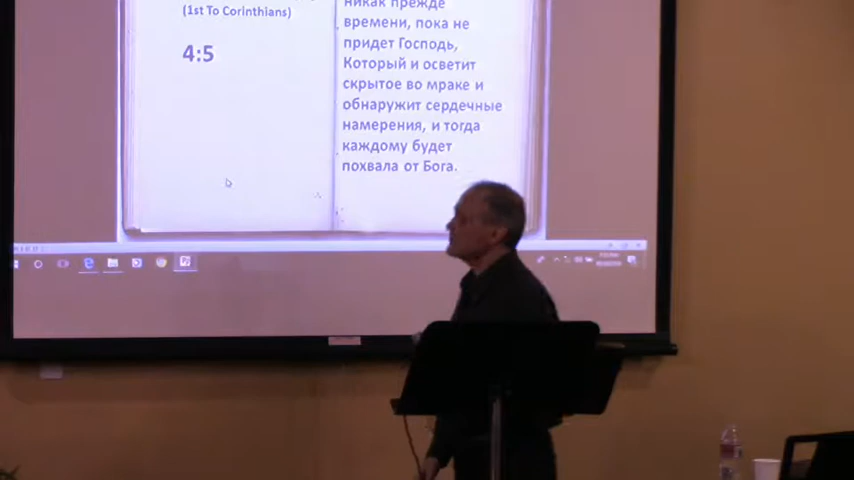 (1st To Corinthians)
4:5
никак прежде
времени, пока не
придет Господь,
Который и осветит
скрытое во мраке и
обнаружит сердечные
намерения, и тогда
каждому будет
похвала от Бога.